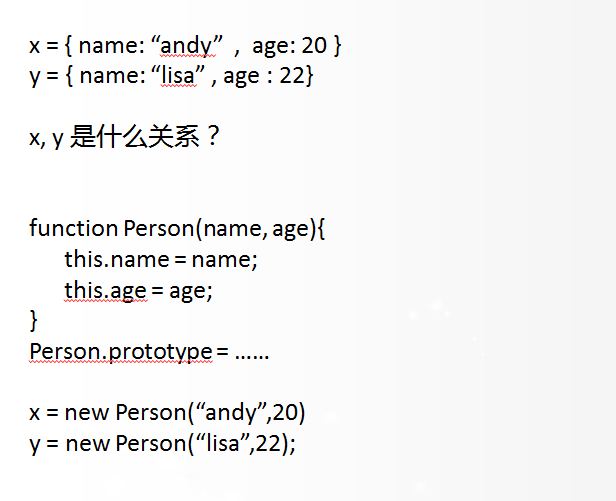 x = { name: “andy” , age: 20 }
y = { name: “lisa” , age : 22}
x, y 是什么关系？
function Person(name, age){
this.name = name;
this.age = age;
}
Person.prototype = ……
x = new Person(“andy”,20)
y = new Person(“lisa”,22);